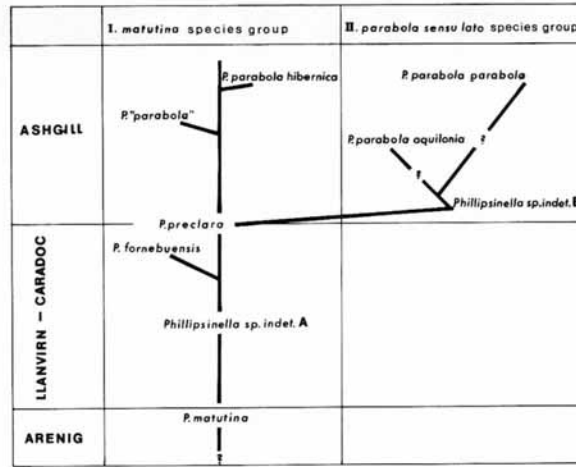 I. matutina species group
II. parabola sensu lato species group
P. parabola hibernica
P. parabola parabola
P. "parabola"
ASHGILL
P. parabola aquilonia
?
?
Phillipsinella sp. indet. B
P. preclara
P. fornebuensis
LLANVIRN – CARADOC
Phillipsinella sp. indet. A
P. matutina
ARENIG
?